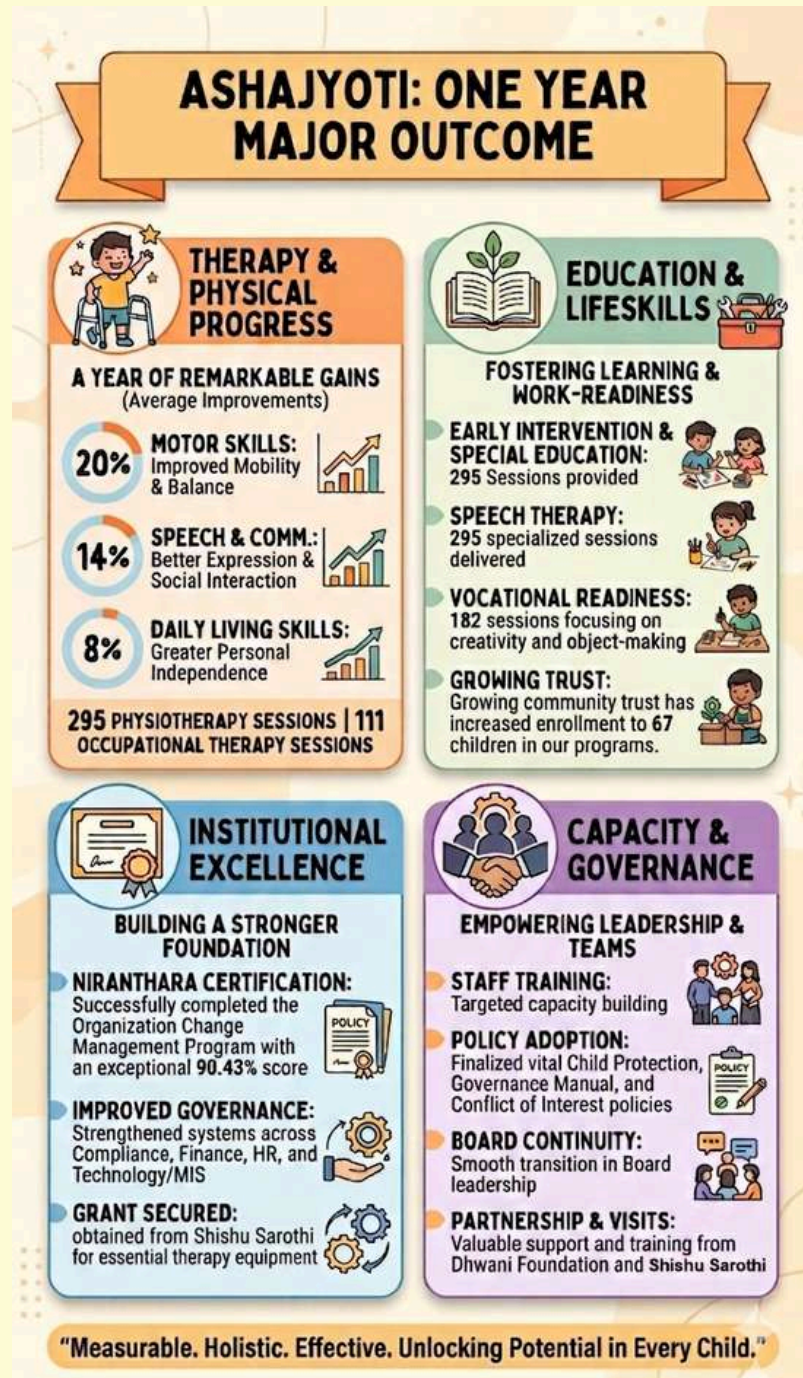 ASHAJYOTI: ONE YEAR
MAJOR OUTCOME
THERAPY &
PHYSICAL
PROGRESS
A YEAR OF REMARKABLE GAINS
(Average Improvements)
20%
MOTOR SKILLS:
Improved Mobility
& Balance
14%
SPEECH & COMM.:
Better Expression &
Social Interaction
8%
DAILY LIVING SKILLS:
Greater Personal
Independence
295 PHYSIOTHERAPY SESSIONS | 111
OCCUPATIONAL THERAPY SESSIONS
EDUCATION &
LIFESKILLS
FOSTERING LEARNING &
WORK-READINESS
EARLY INTERVENTION &
SPECIAL EDUCATION:
295 Sessions provided
SPEECH THERAPY:
295 specialized sessions
delivered
VOCATIONAL READINESS:
182 sessions focusing on
creativity and object-making
GROWING TRUST:
Growing community trust has
increased enrollment to 67
children in our programs.
INSTITUTIONAL
EXCELLENCE
BUILDING A STRONGER
FOUNDATION
NIRANTHARA CERTIFICATION:
Successfully completed the
Organization Change
Management Program with
an exceptional 90.43% score
POLICY
IMPROVED GOVERNANCE:
Strengthened systems across
Compliance, Finance, HR, and
Technology/MIS
GRANT SECURED:
obtained from Shishu Sarothi
for essential therapy equipment
CAPACITY &
GOVERNANCE
EMPOWERING LEADERSHIP &
TEAMS
STAFF TRAINING:
Targeted capacity building
POLICY ADOPTION:
Finalized vital Child Protection,
Governance Manual, and
Conflict of Interest policies
POLICY
BOARD CONTINUITY:
Smooth transition in Board
leadership
PARTNERSHIP & VISITS:
Valuable support and training from
Dhwani Foundation and Shishu Sarothi
"Measurable. Holistic. Effective. Unlocking Potential in Every Child."